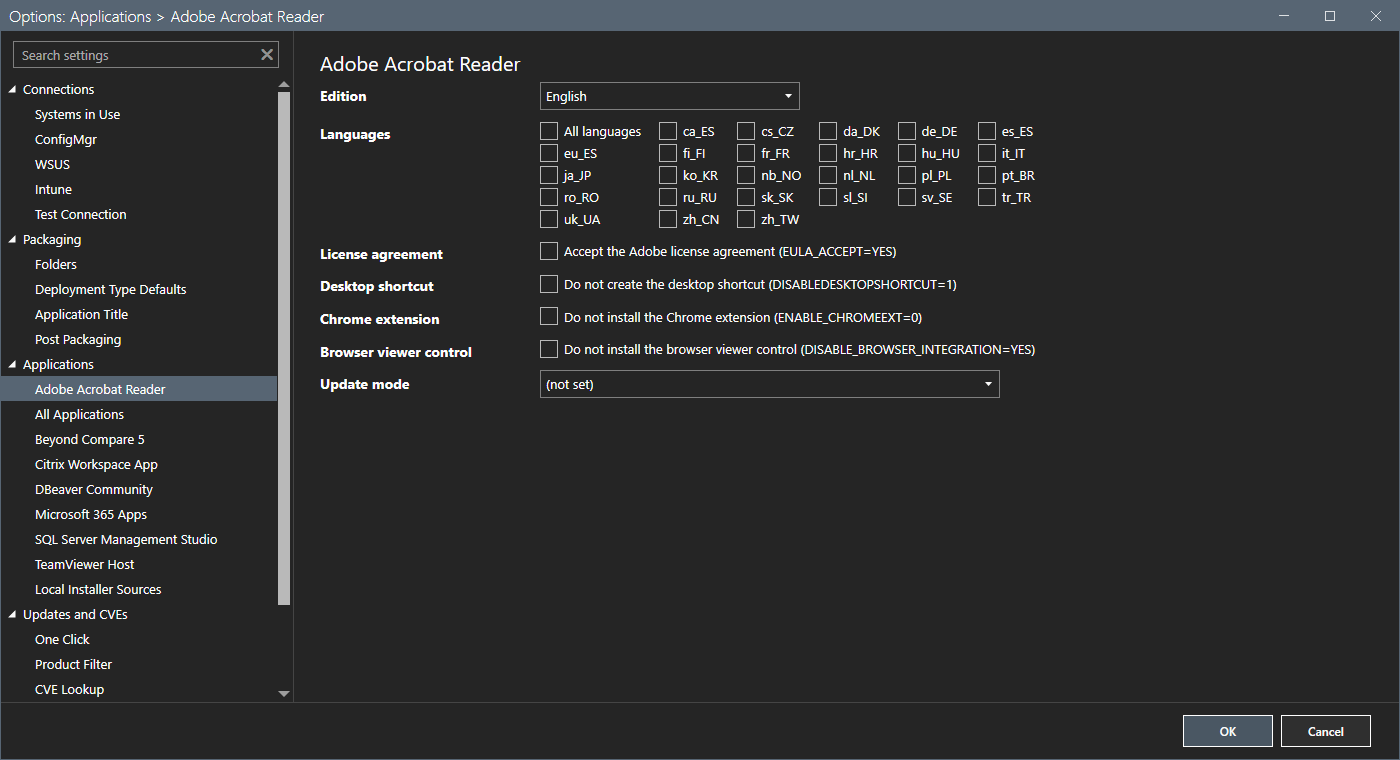 Options: Applications > Adobe Acrobat Reader
Search settings
Connections
Systems in Use
ConfigMgr
WSUS
Intune
Test Connection
Packaging
Folders
Deployment Type Defaults
Application Title
Post Packaging
Applications
Adobe Acrobat Reader
All Applications
Beyond Compare 5
Citrix Workspace App
DBeaver Community
Microsoft 365 Apps
SQL Server Management Studio
TeamViewer Host
Local Installer Sources
Updates and CVEs
One Click
Product Filter
CVE Lookup
Adobe Acrobat Reader
Edition English
Languages All languages ca_ES cs_CZ da_DK de_DE es_ES
eu_ES fi_FI fr_FR hr_HR hu_HU it_IT
ja_JP ko_KR nb_NO nl_NL pl_PL pt_BR
ro_RO ru_RU sk_SK sl_SI sv_SE tr_TR
uk_UA zh_CN zh_TW
License agreement Accept the Adobe license agreement (EULA_ACCEPT=YES)
Desktop shortcut Do not create the desktop shortcut (DISABLEDESKTOPSHORTCUT=1)
Chrome extension Do not install the Chrome extension (ENABLE_CHROMEEXT=0)
Browser viewer control Do not install the browser viewer control (DISABLE_BROWSER_INTEGRATION=YES)
Update mode (not set)
OK Cancel